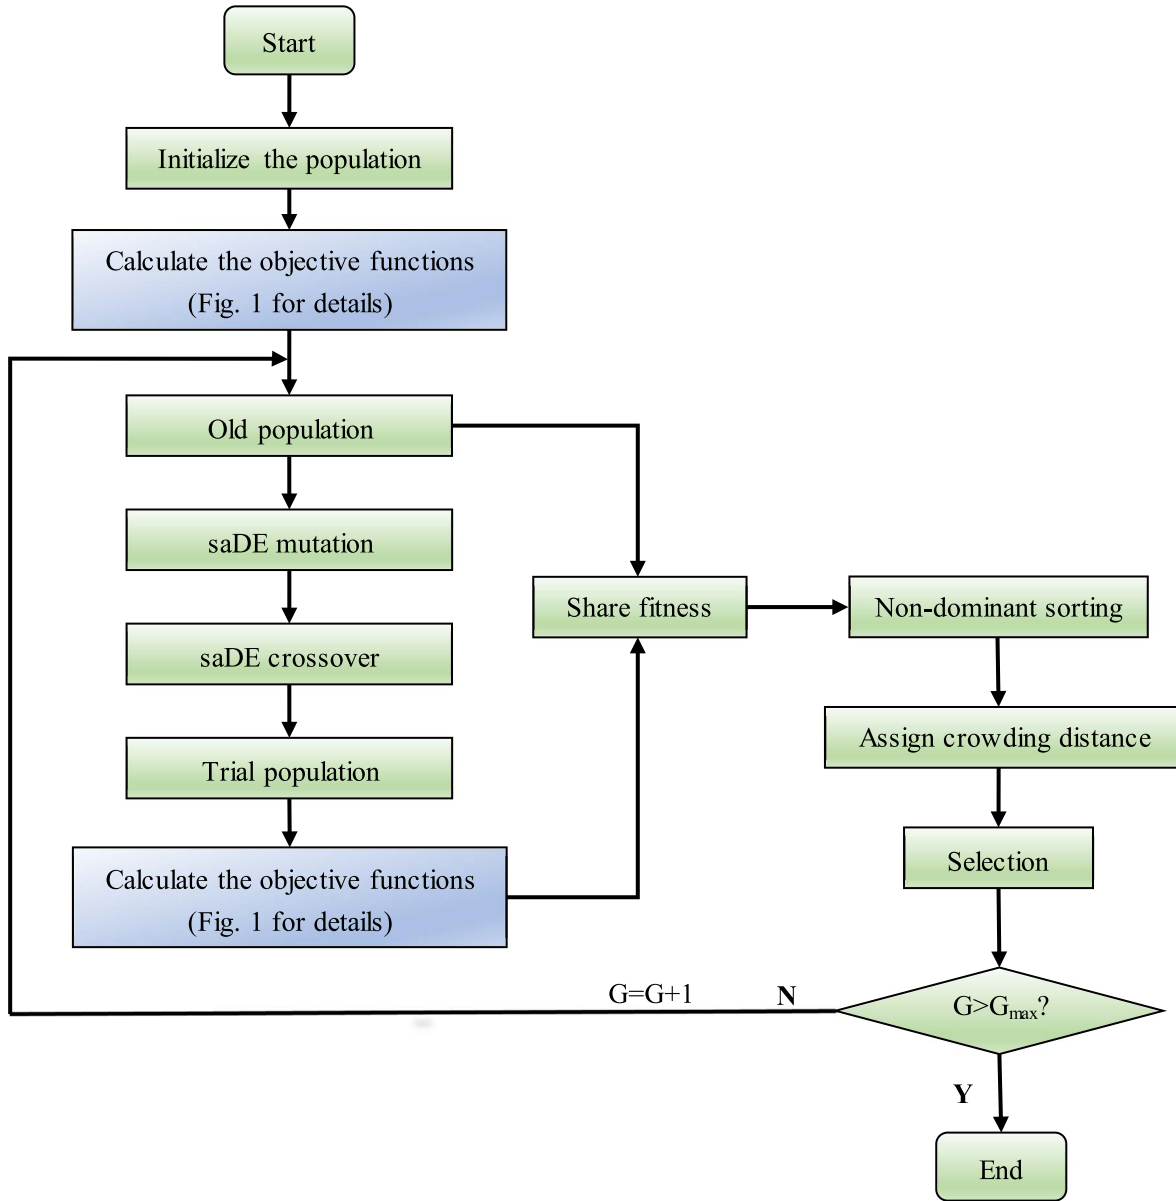 Start
Initialize the population
Calculate the objective functions
(Fig. 1 for details)
Old population
saDE mutation
saDE crossover
Trial population
Calculate the objective functions
(Fig. 1 for details)
Share fitness
Non-dominant sorting
Assign crowding distance
Selection
G>Gmax?
N
G=G+1
Y
End